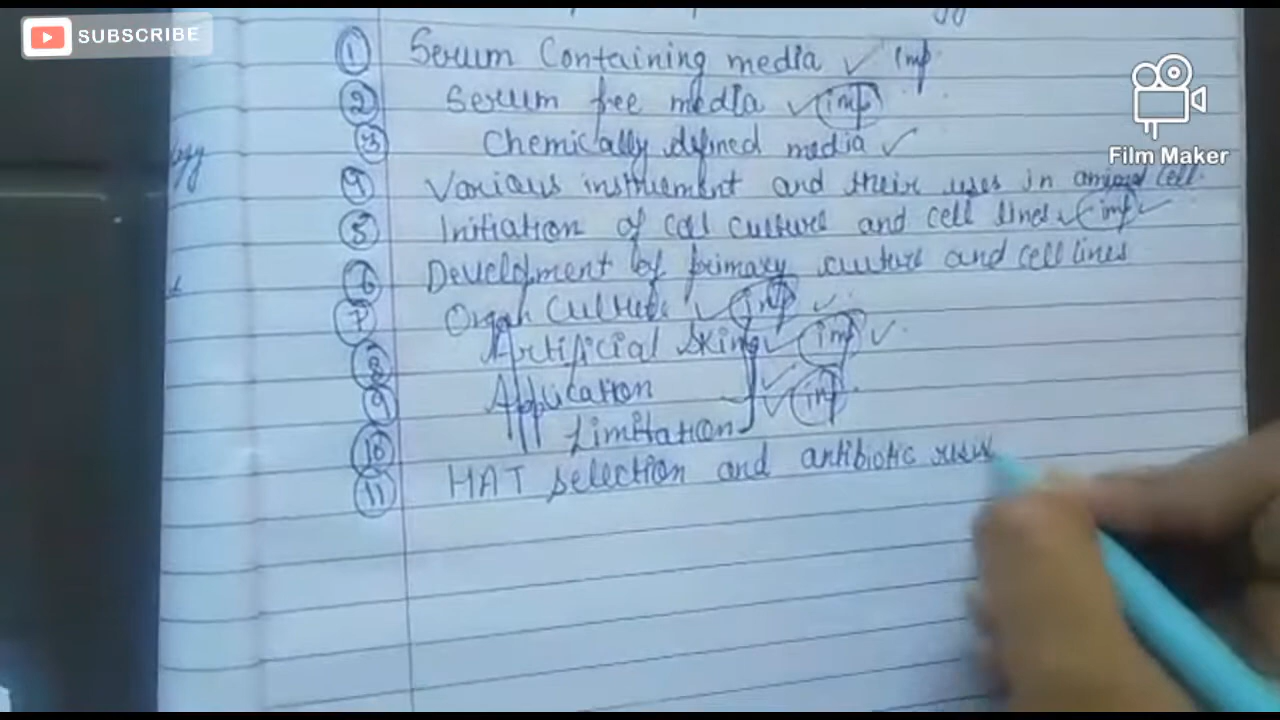 SUBSCRIBE
① Serum Containing media ✓ imp
② Serum free media ✓ imp
③ Chemically defined media ✓
④ Various instrument and their uses in animal cell.
⑤ Initiation of cell culture and cell lines ✓ imp ✓
⑥ Development of primary culture and cell lines
⑦ Organ Culture ✓ imp ✓
⑧ Artificial Skin ✓ imp ✓
⑨ Application ✓
⑩ Limitation ✓ imp
⑪ HAT selection and antibiotic resis
Film Maker